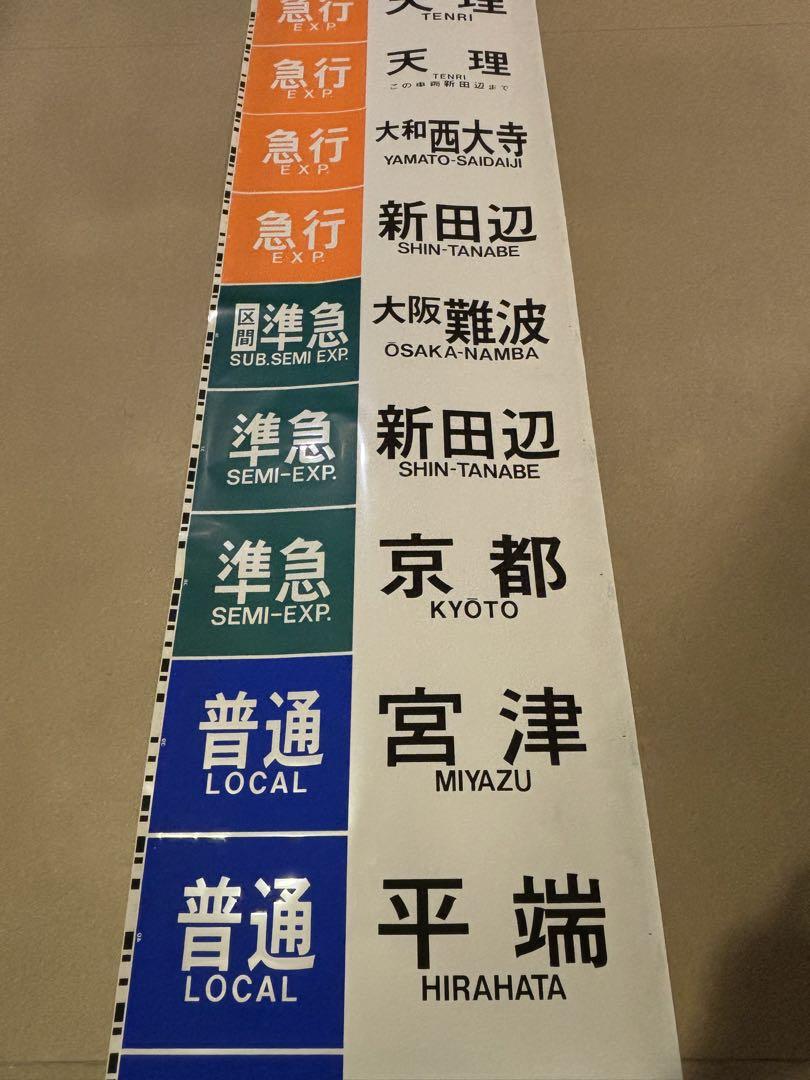 急行 天理
EXP. TENRI
急行 天理
EXP. TENRI
この車両新田辺まで
急行 大和西大寺
EXP. YAMATO-SAIDAIJI
急行 新田辺
EXP. SHIN-TANABE
区間準急 大阪難波
SUB.SEMI EXP. ŌSAKA-NAMBA
準急 新田辺
SEMI-EXP. SHIN-TANABE
準急 京都
SEMI-EXP. KYŌTO
普通 宮津
LOCAL MIYAZU
普通 平端
LOCAL HIRAHATA